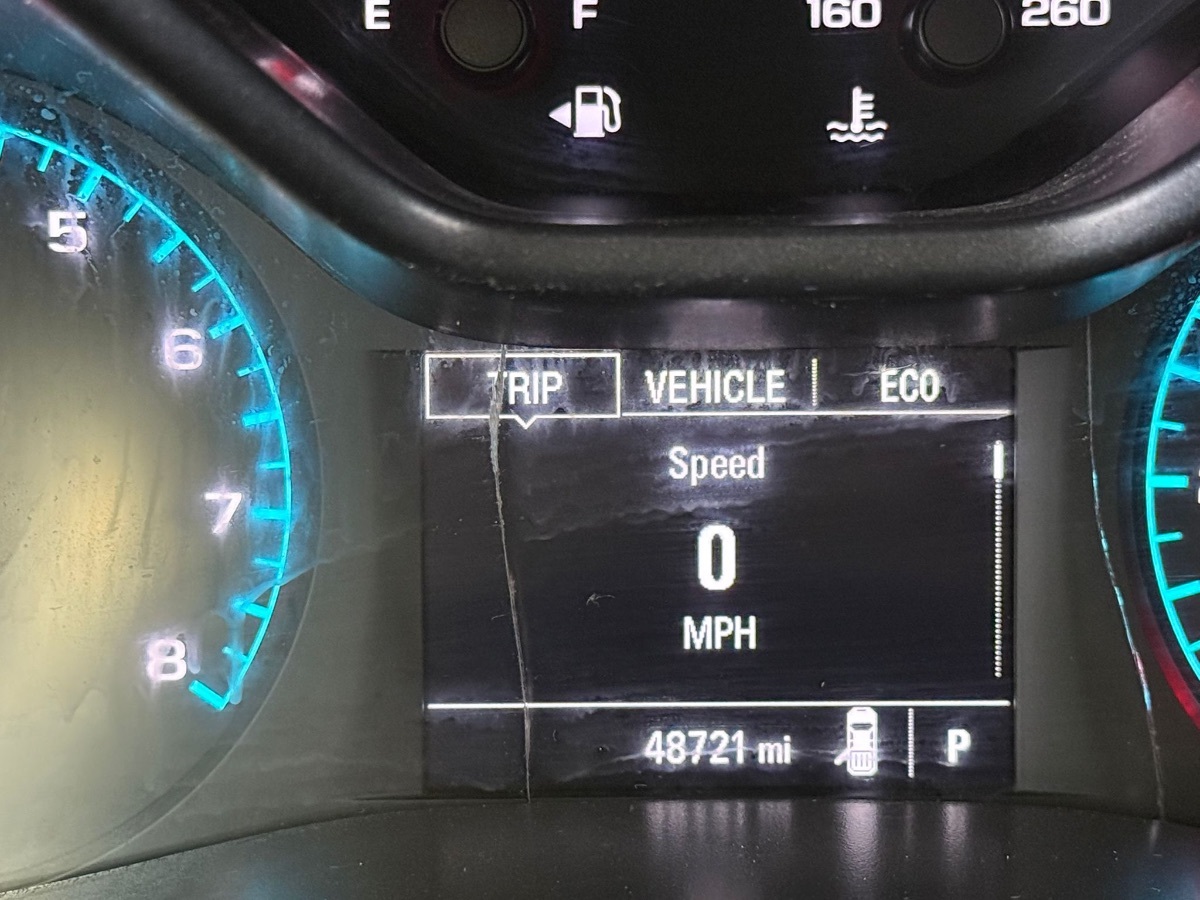 E F 160 260
5
6
7
8
TRIP VEHICLE ECO
Speed
0
MPH
48721 mi P